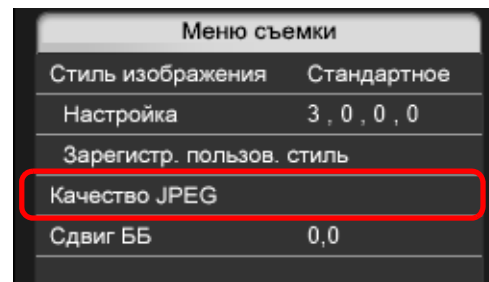 Меню съемки
Стиль изображения Стандартное
Настройка 3 , 0 , 0 , 0
Зарегистр. пользов. стиль
Качество JPEG
Сдвиг ББ 0,0